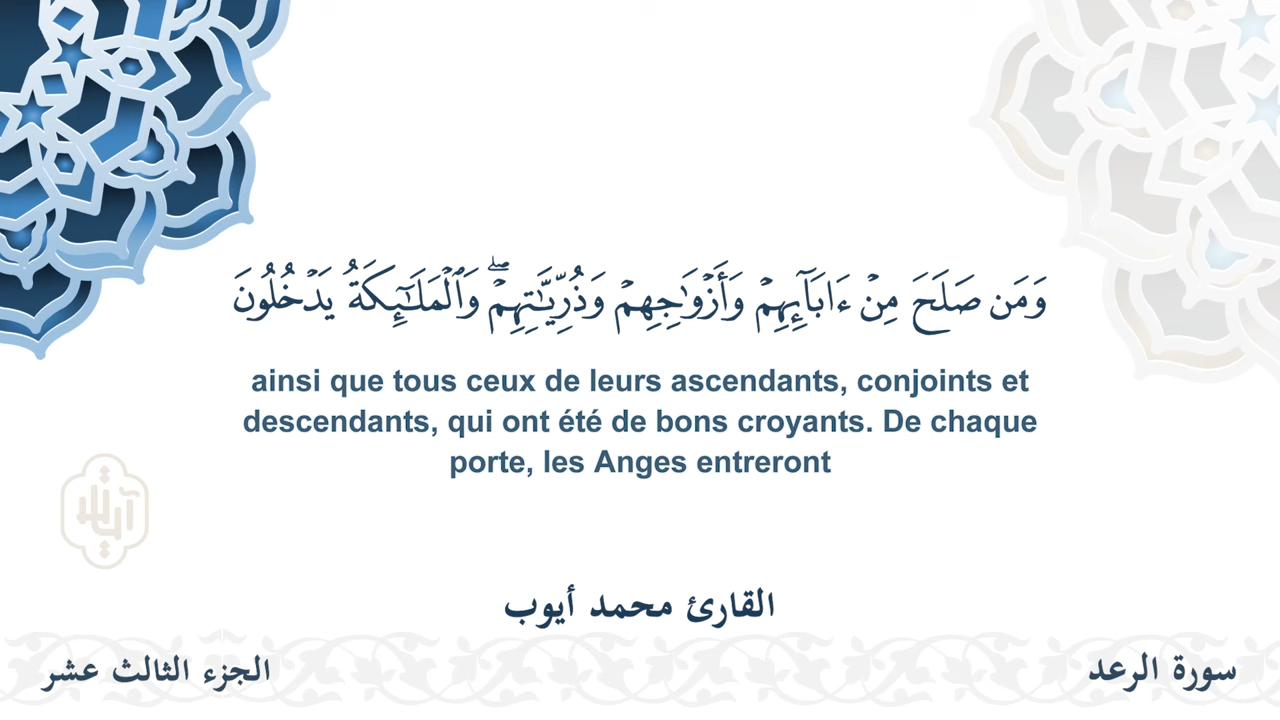 وَمَن صَلَحَ مِنْ ءَابَآئِهِمْ وَأَزْوَٰجِهِمْ وَذُرِّيَّـٰتِهِمْ ۖ وَٱلْمَلَـٰٓئِكَةُ يَدْخُلُونَ
ainsi que tous ceux de leurs ascendants, conjoints et
descendants, qui ont été de bons croyants. De chaque
porte, les Anges entreront
القارئ محمد أيوب
سورة الرعد
الجزء الثالث عشر